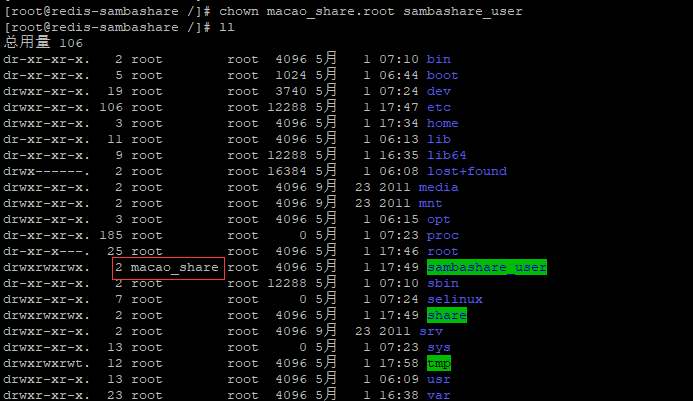 [root@redis-sambashare /]# chown macao_share.root sambashare_user
[root@redis-sambashare /]# ll
总用量 106
dr-xr-xr-x.   2 root        root  4096 5月   1 07:10 bin
dr-xr-xr-x.   5 root        root  1024 5月   1 06:44 boot
drwxr-xr-x.  19 root        root  3740 5月   1 07:24 dev
drwxr-xr-x. 106 root        root 12288 5月   1 17:47 etc
drwxr-xr-x.   3 root        root  4096 5月   1 17:34 home
dr-xr-xr-x.  11 root        root  4096 5月   1 06:13 lib
dr-xr-xr-x.   9 root        root 12288 5月   1 16:35 lib64
drwx------.   2 root        root 16384 5月   1 06:08 lost+found
drwxr-xr-x.   2 root        root  4096 9月  23 2011 media
drwxr-xr-x.   2 root        root  4096 9月  23 2011 mnt
drwxr-xr-x.   3 root        root  4096 5月   1 06:15 opt
dr-xr-xr-x. 185 root        root     0 5月   1 07:23 proc
dr-xr-x---.  25 root        root  4096 5月   1 17:46 root
drwxrwxrwx.   2 macao_share root  4096 5月   1 17:49 sambashare_user
dr-xr-xr-x.   2 root        root 12288 5月   1 07:10 sbin
drwxr-xr-x.   7 root        root     0 5月   1 07:24 selinux
drwxrwxrwx.   2 root        root  4096 5月   1 17:49 share
drwxr-xr-x.   2 root        root  4096 9月  23 2011 srv
drwxr-xr-x.  13 root        root     0 5月   1 07:23 sys
drwxrwxrwt.  12 root        root  4096 5月   1 17:58 tmp
drwxr-xr-x.  13 root        root  4096 5月   1 06:09 usr
drwxr-xr-x.  23 root        root  4096 5月   1 16:38 var